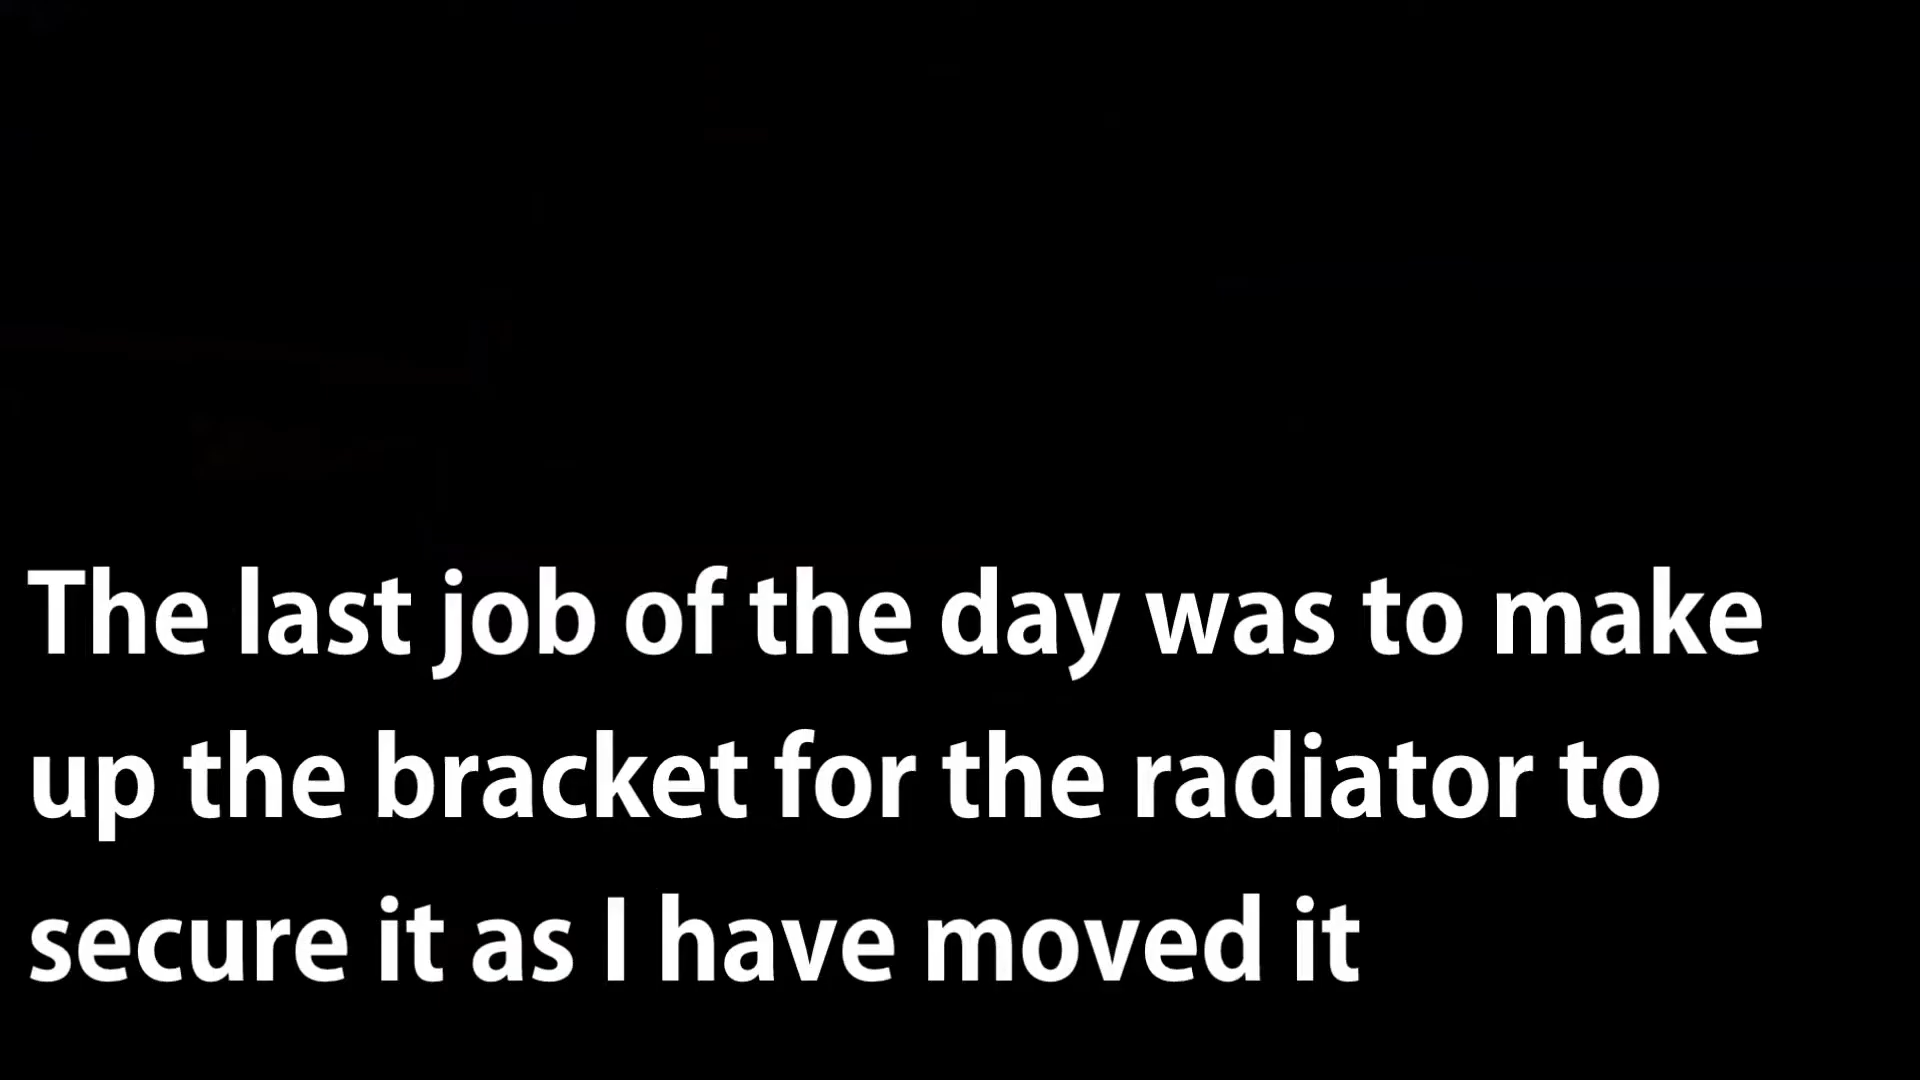 The last job of the day was to make
up the bracket for the radiator to
secure it as I have moved it